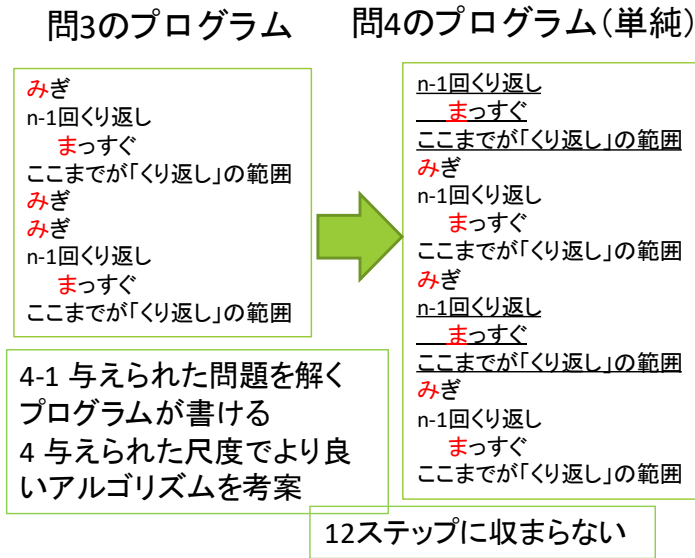 問3のプログラム
みぎ
n-1回くり返し
まっすぐ
ここまでが「くり返し」の範囲
みぎ
みぎ
n-1回くり返し
まっすぐ
ここまでが「くり返し」の範囲
4-1 与えられた問題を解く
プログラムが書ける
4 与えられた尺度でより良
いアルゴリズムを考案
問4のプログラム(単純)
n-1回くり返し
まっすぐ
ここまでが「くり返し」の範囲
みぎ
n-1回くり返し
まっすぐ
ここまでが「くり返し」の範囲
みぎ
n-1回くり返し
まっすぐ
ここまでが「くり返し」の範囲
みぎ
n-1回くり返し
まっすぐ
ここまでが「くり返し」の範囲
12ステップに収まらない